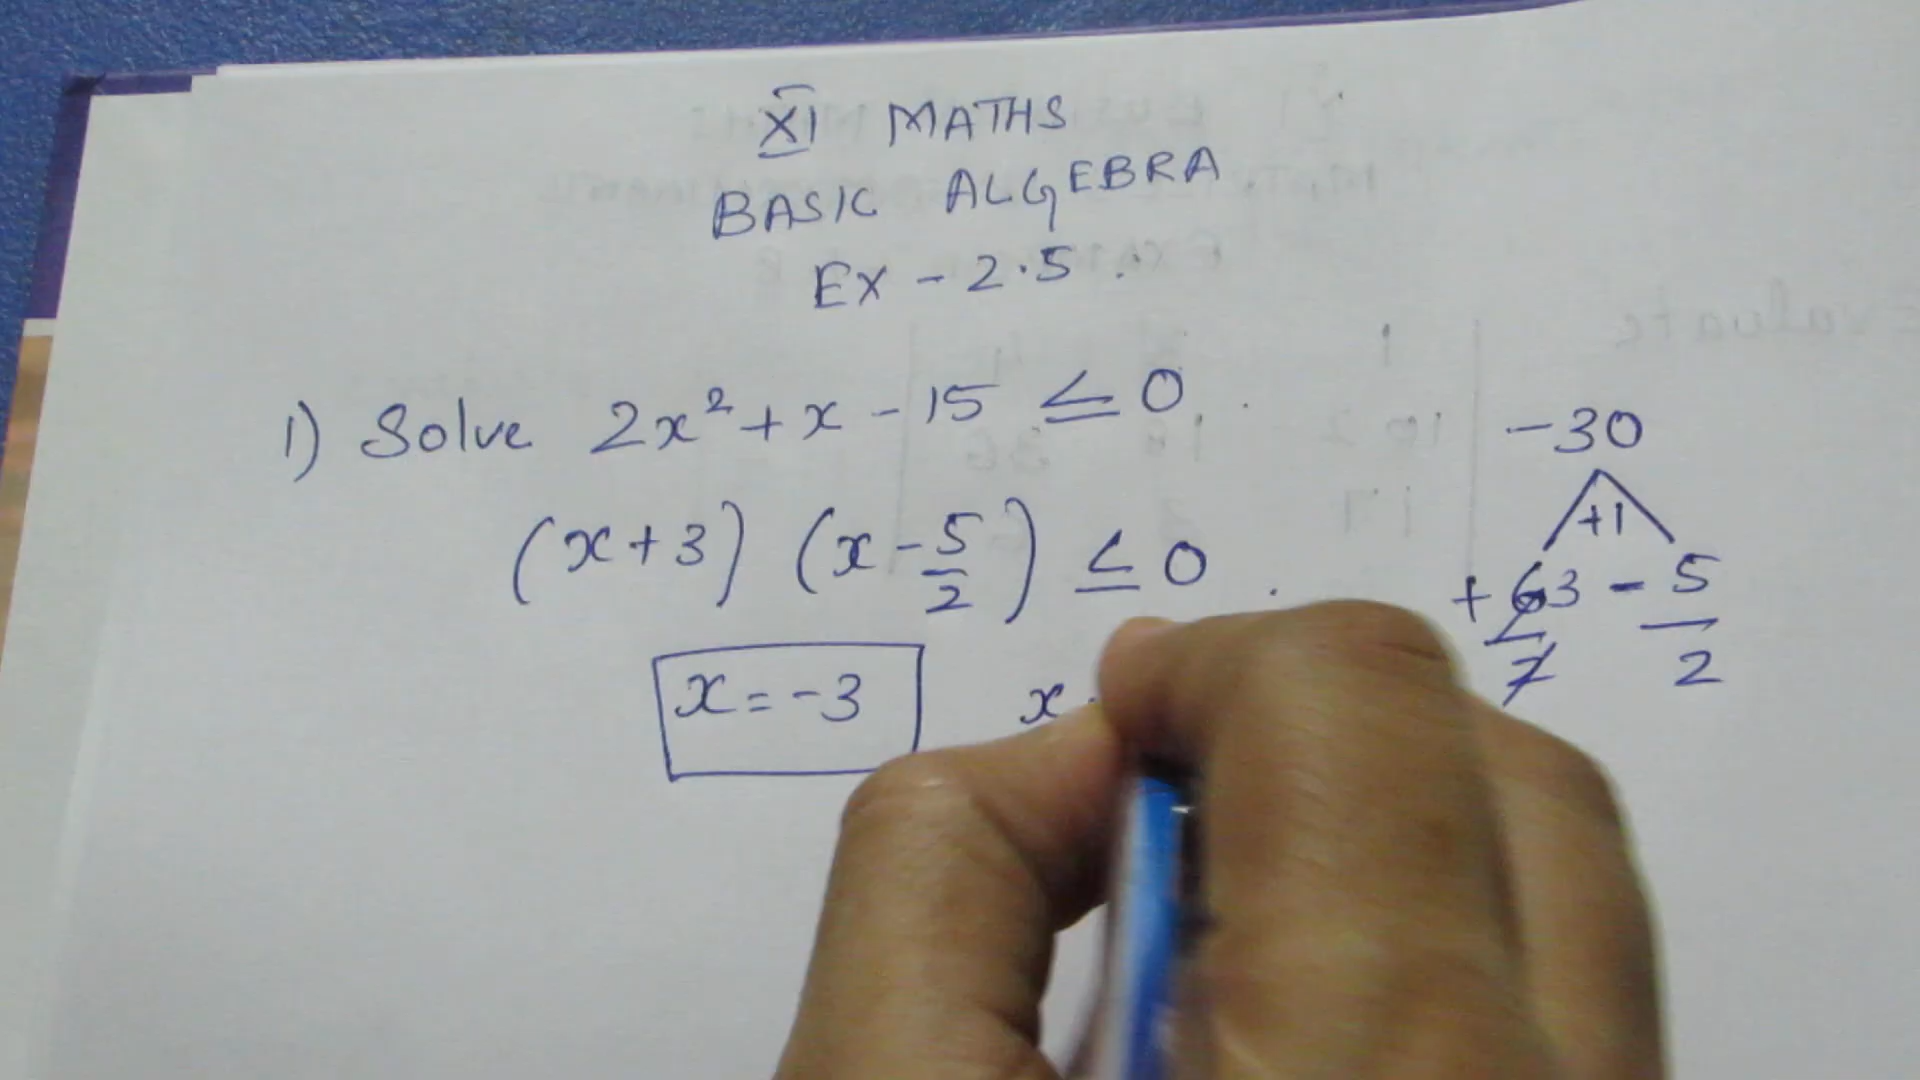 XI MATHS
BASIC ALGEBRA
EX - 2.5.
1) Solve 2x² + x - 15 ≤ 0
(x+3) (x - 5/2) ≤ 0
x = -3
x
-30
+1
+ 6 3 - 5
2 2